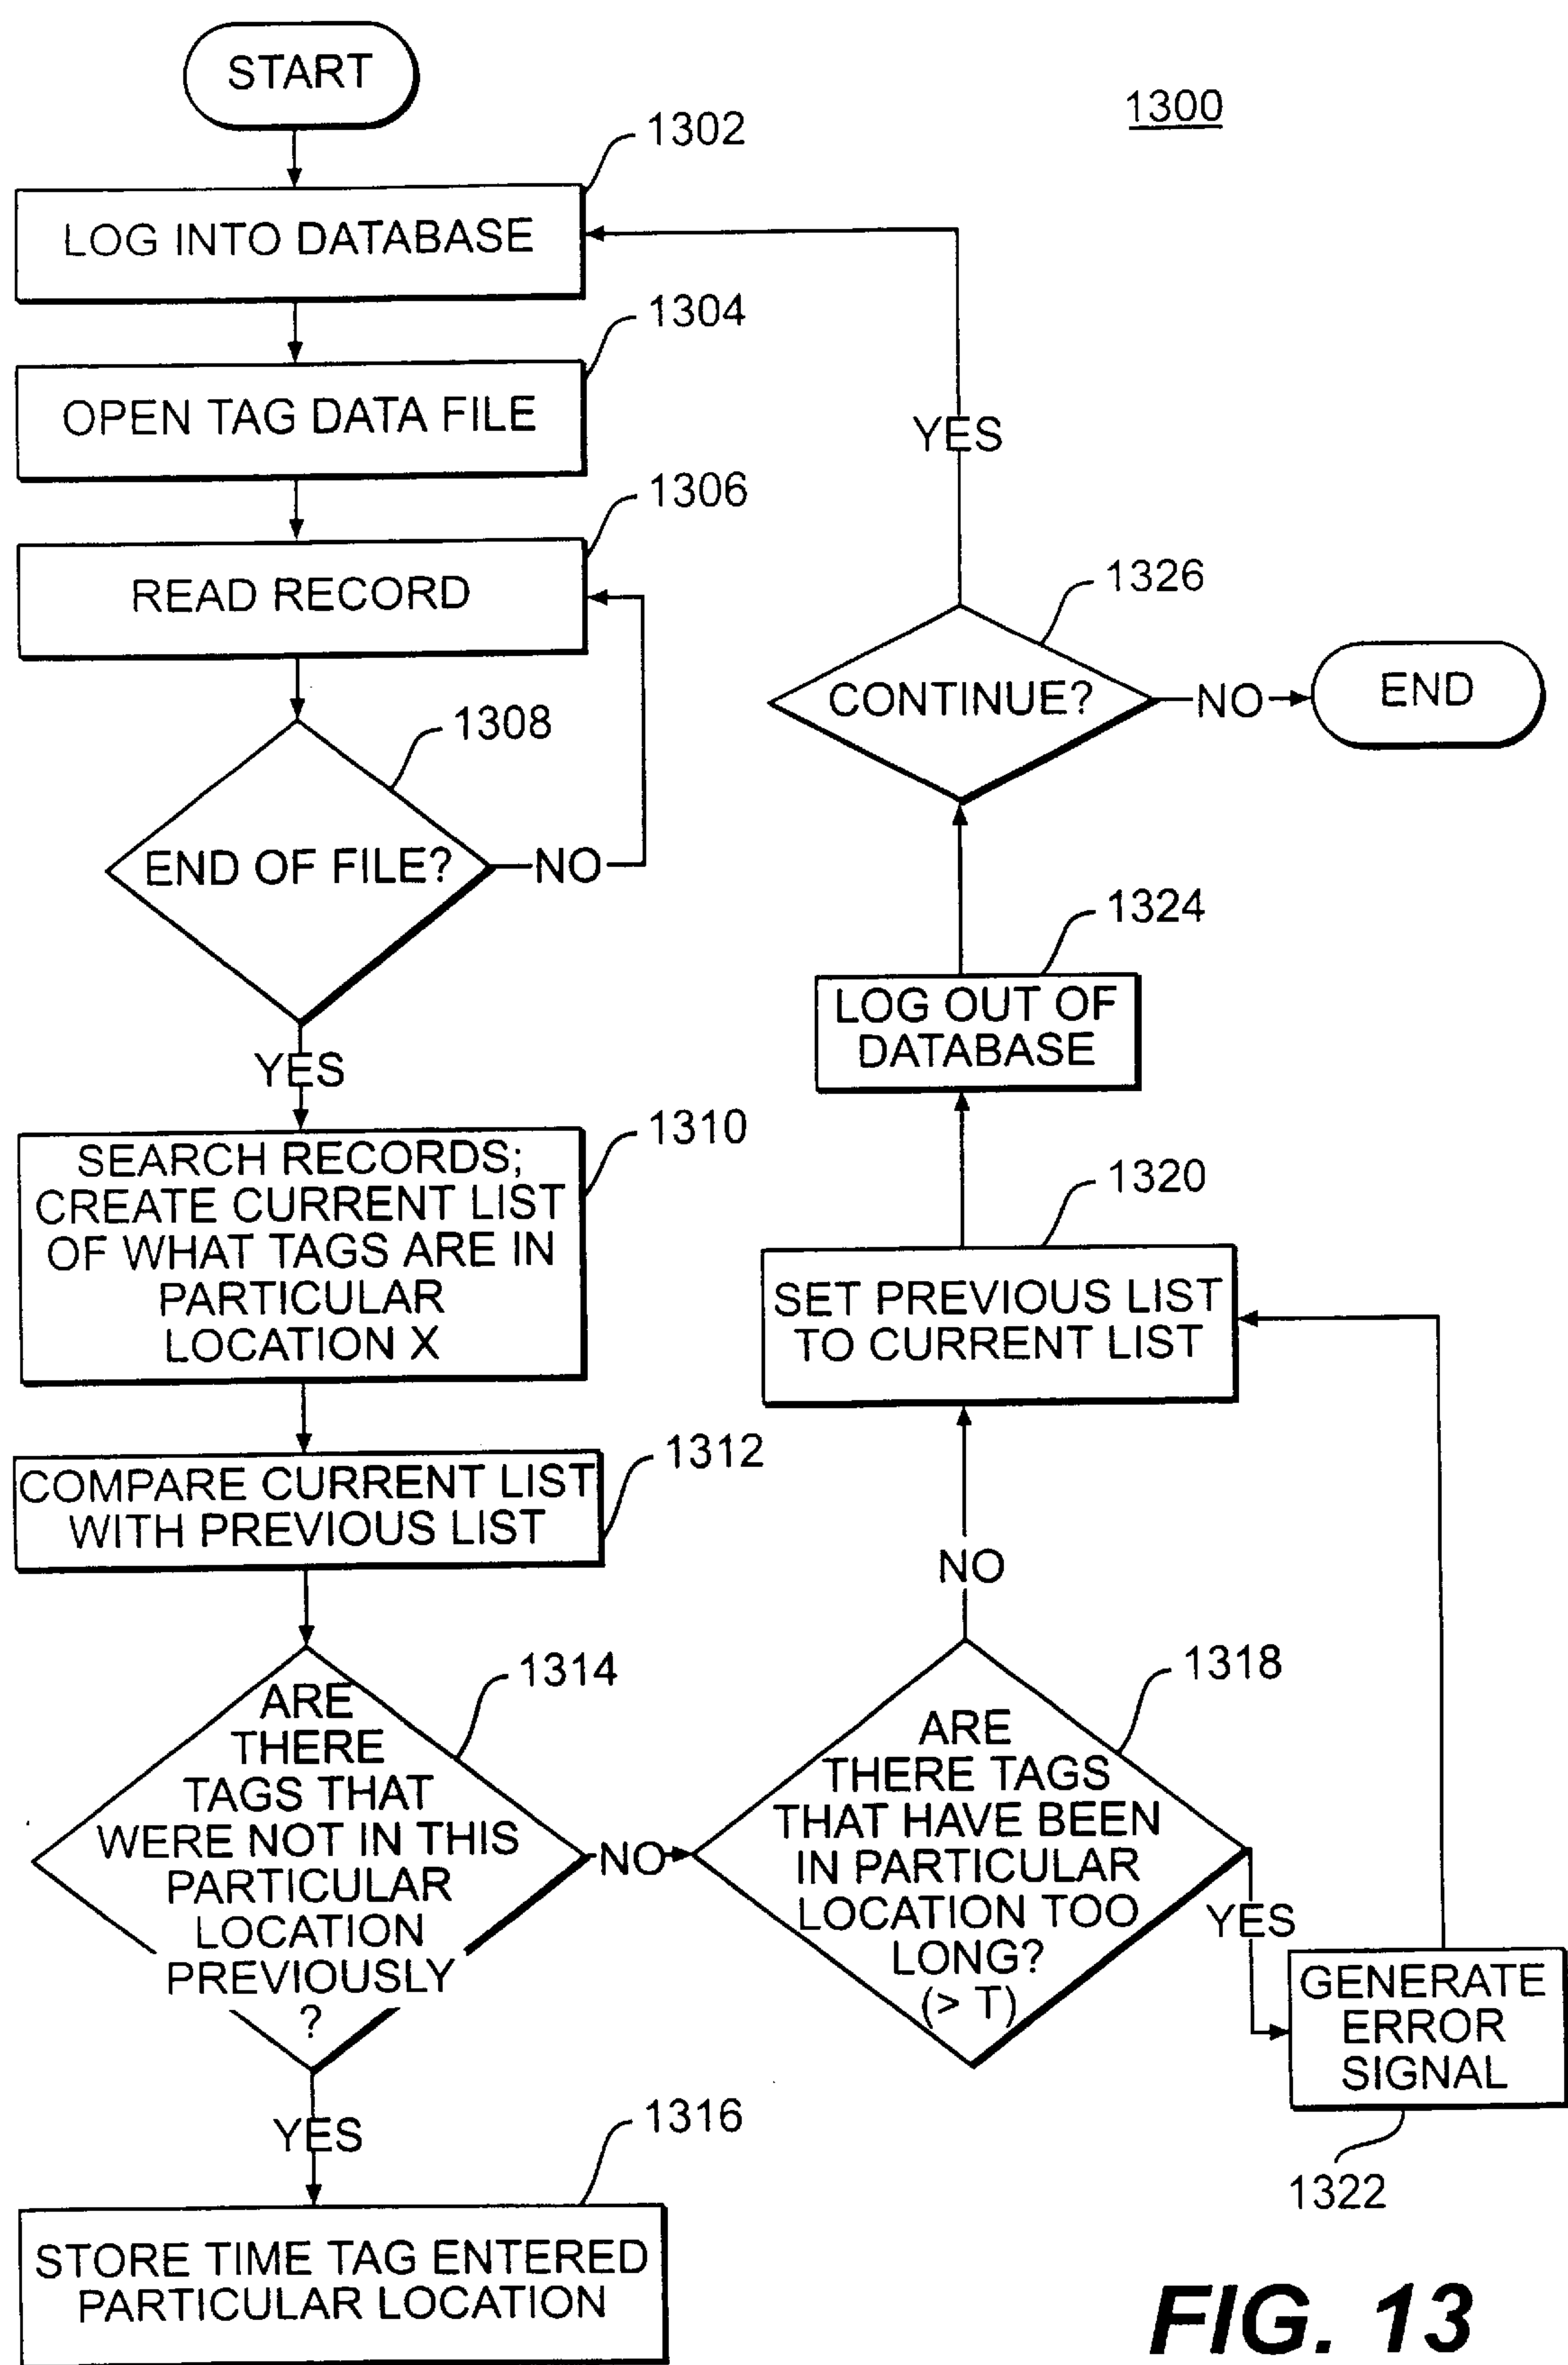 START
1300
1302
LOG INTO DATABASE
1304
OPEN TAG DATA FILE
YES
1306
READ RECORD
1326
CONTINUE?
NO
END
1308
END OF FILE?
NO
1324
LOG OUT OF
DATABASE
YES
1310
SEARCH RECORDS;
CREATE CURRENT LIST
OF WHAT TAGS ARE IN
PARTICULAR
LOCATION X
1320
SET PREVIOUS LIST
TO CURRENT LIST
1312
COMPARE CURRENT LIST
WITH PREVIOUS LIST
NO
1314
ARE
THERE
TAGS THAT
WERE NOT IN THIS
PARTICULAR
LOCATION
PREVIOUSLY
?
NO
1318
ARE
THERE TAGS
THAT HAVE BEEN
IN PARTICULAR
LOCATION TOO
LONG?
(> T)
YES
GENERATE
ERROR
SIGNAL
1322
YES
1316
STORE TIME TAG ENTERED
PARTICULAR LOCATION
FIG. 13